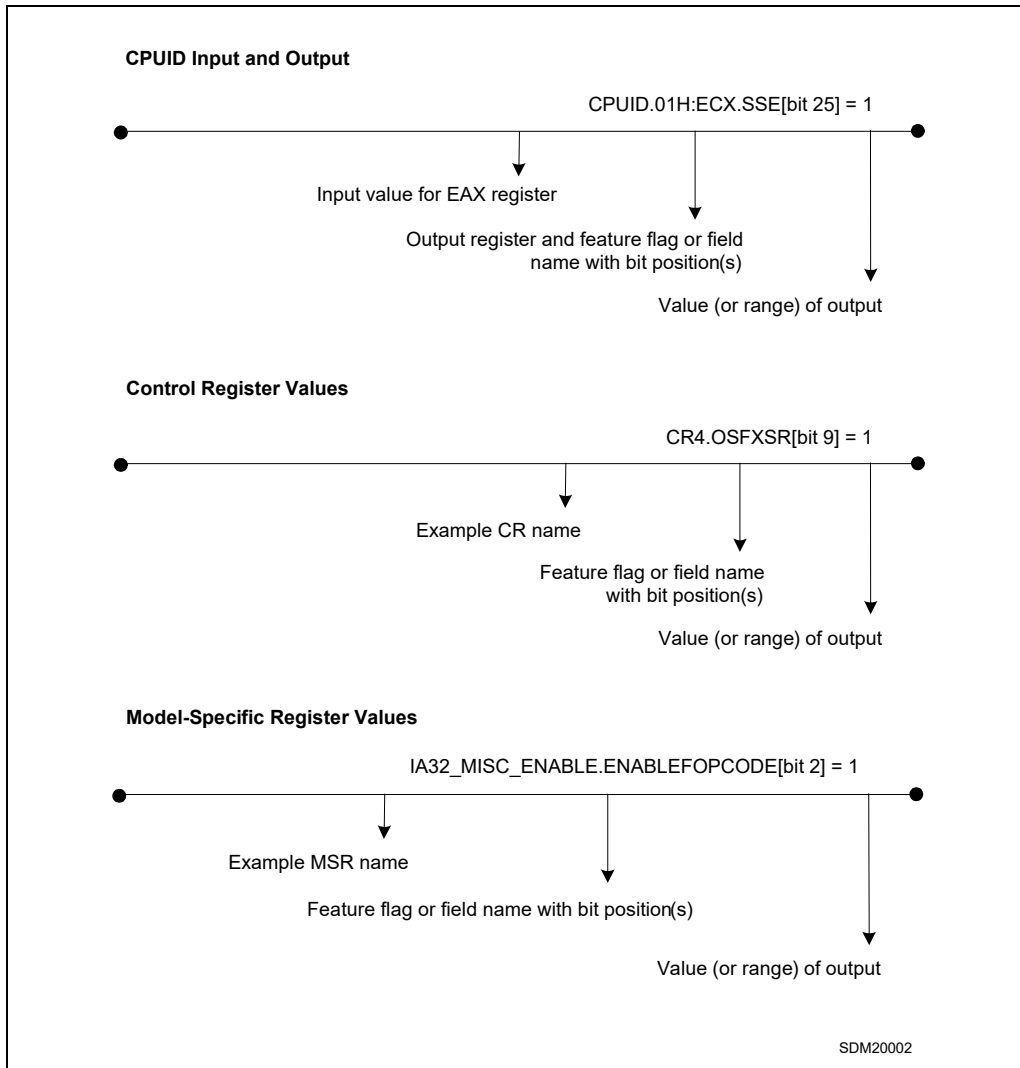 CPUID Input and Output
CPUID.01H:ECX.SSE[bit 25] = 1
Input value for EAX register
Output register and feature flag or field
name with bit position(s)
Value (or range) of output
Control Register Values
CR4.OSFXSR[bit 9] = 1
Example CR name
Feature flag or field name
with bit position(s)
Value (or range) of output
Model-Specific Register Values
IA32_MISC_ENABLE.ENABLEFOPCODE[bit 2] = 1
Example MSR name
Feature flag or field name with bit position(s)
Value (or range) of output
SDM20002